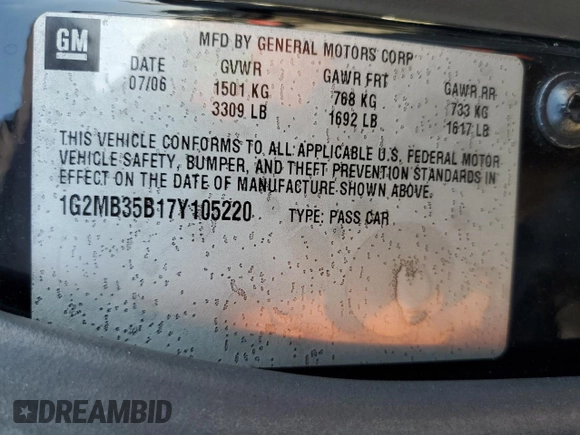 GM
MFD BY GENERAL MOTORS CORP
DATE GVWR GAWR FRT GAWR RR
07/06 1501 KG 768 KG 733 KG
3309 LB 1692 LB 1617 LB
THIS VEHICLE CONFORMS TO ALL APPLICABLE U.S. FEDERAL MOTOR
VEHICLE SAFETY, BUMPER, AND THEFT PREVENTION STANDARDS IN
EFFECT ON THE DATE OF MANUFACTURE SHOWN ABOVE.
1G2MB35B17Y105220 TYPE: PASS CAR
DREAMBID